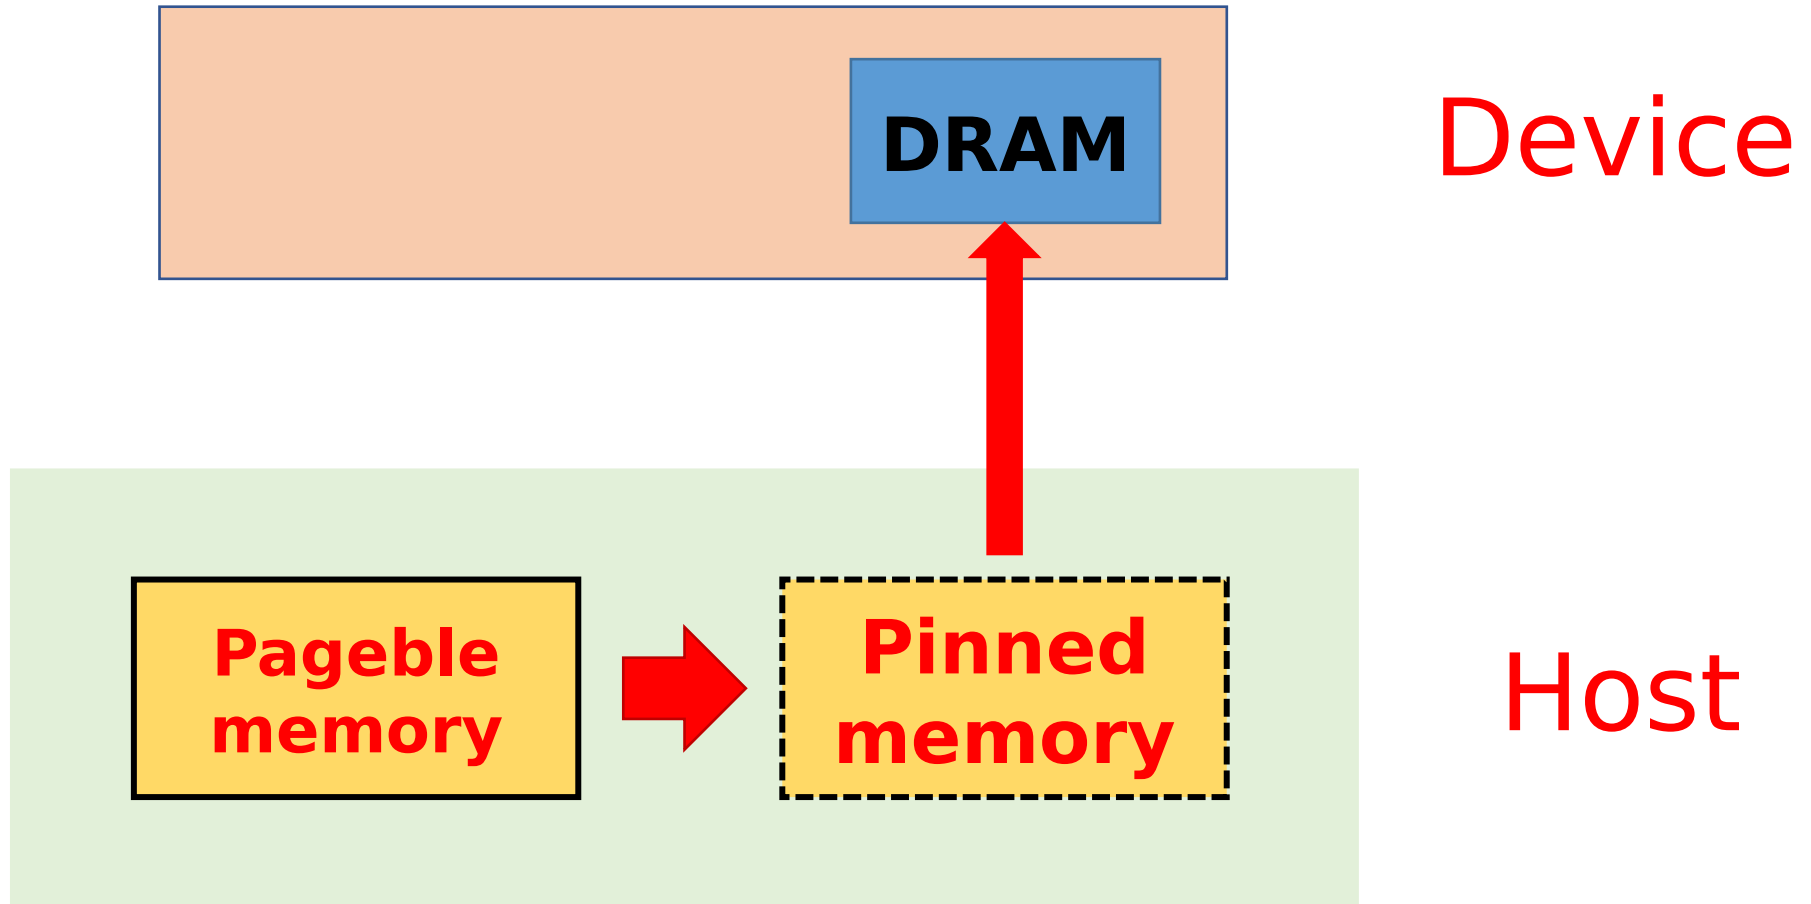 DRAM
Device
Pageble
memory
Pinned
memory
Host